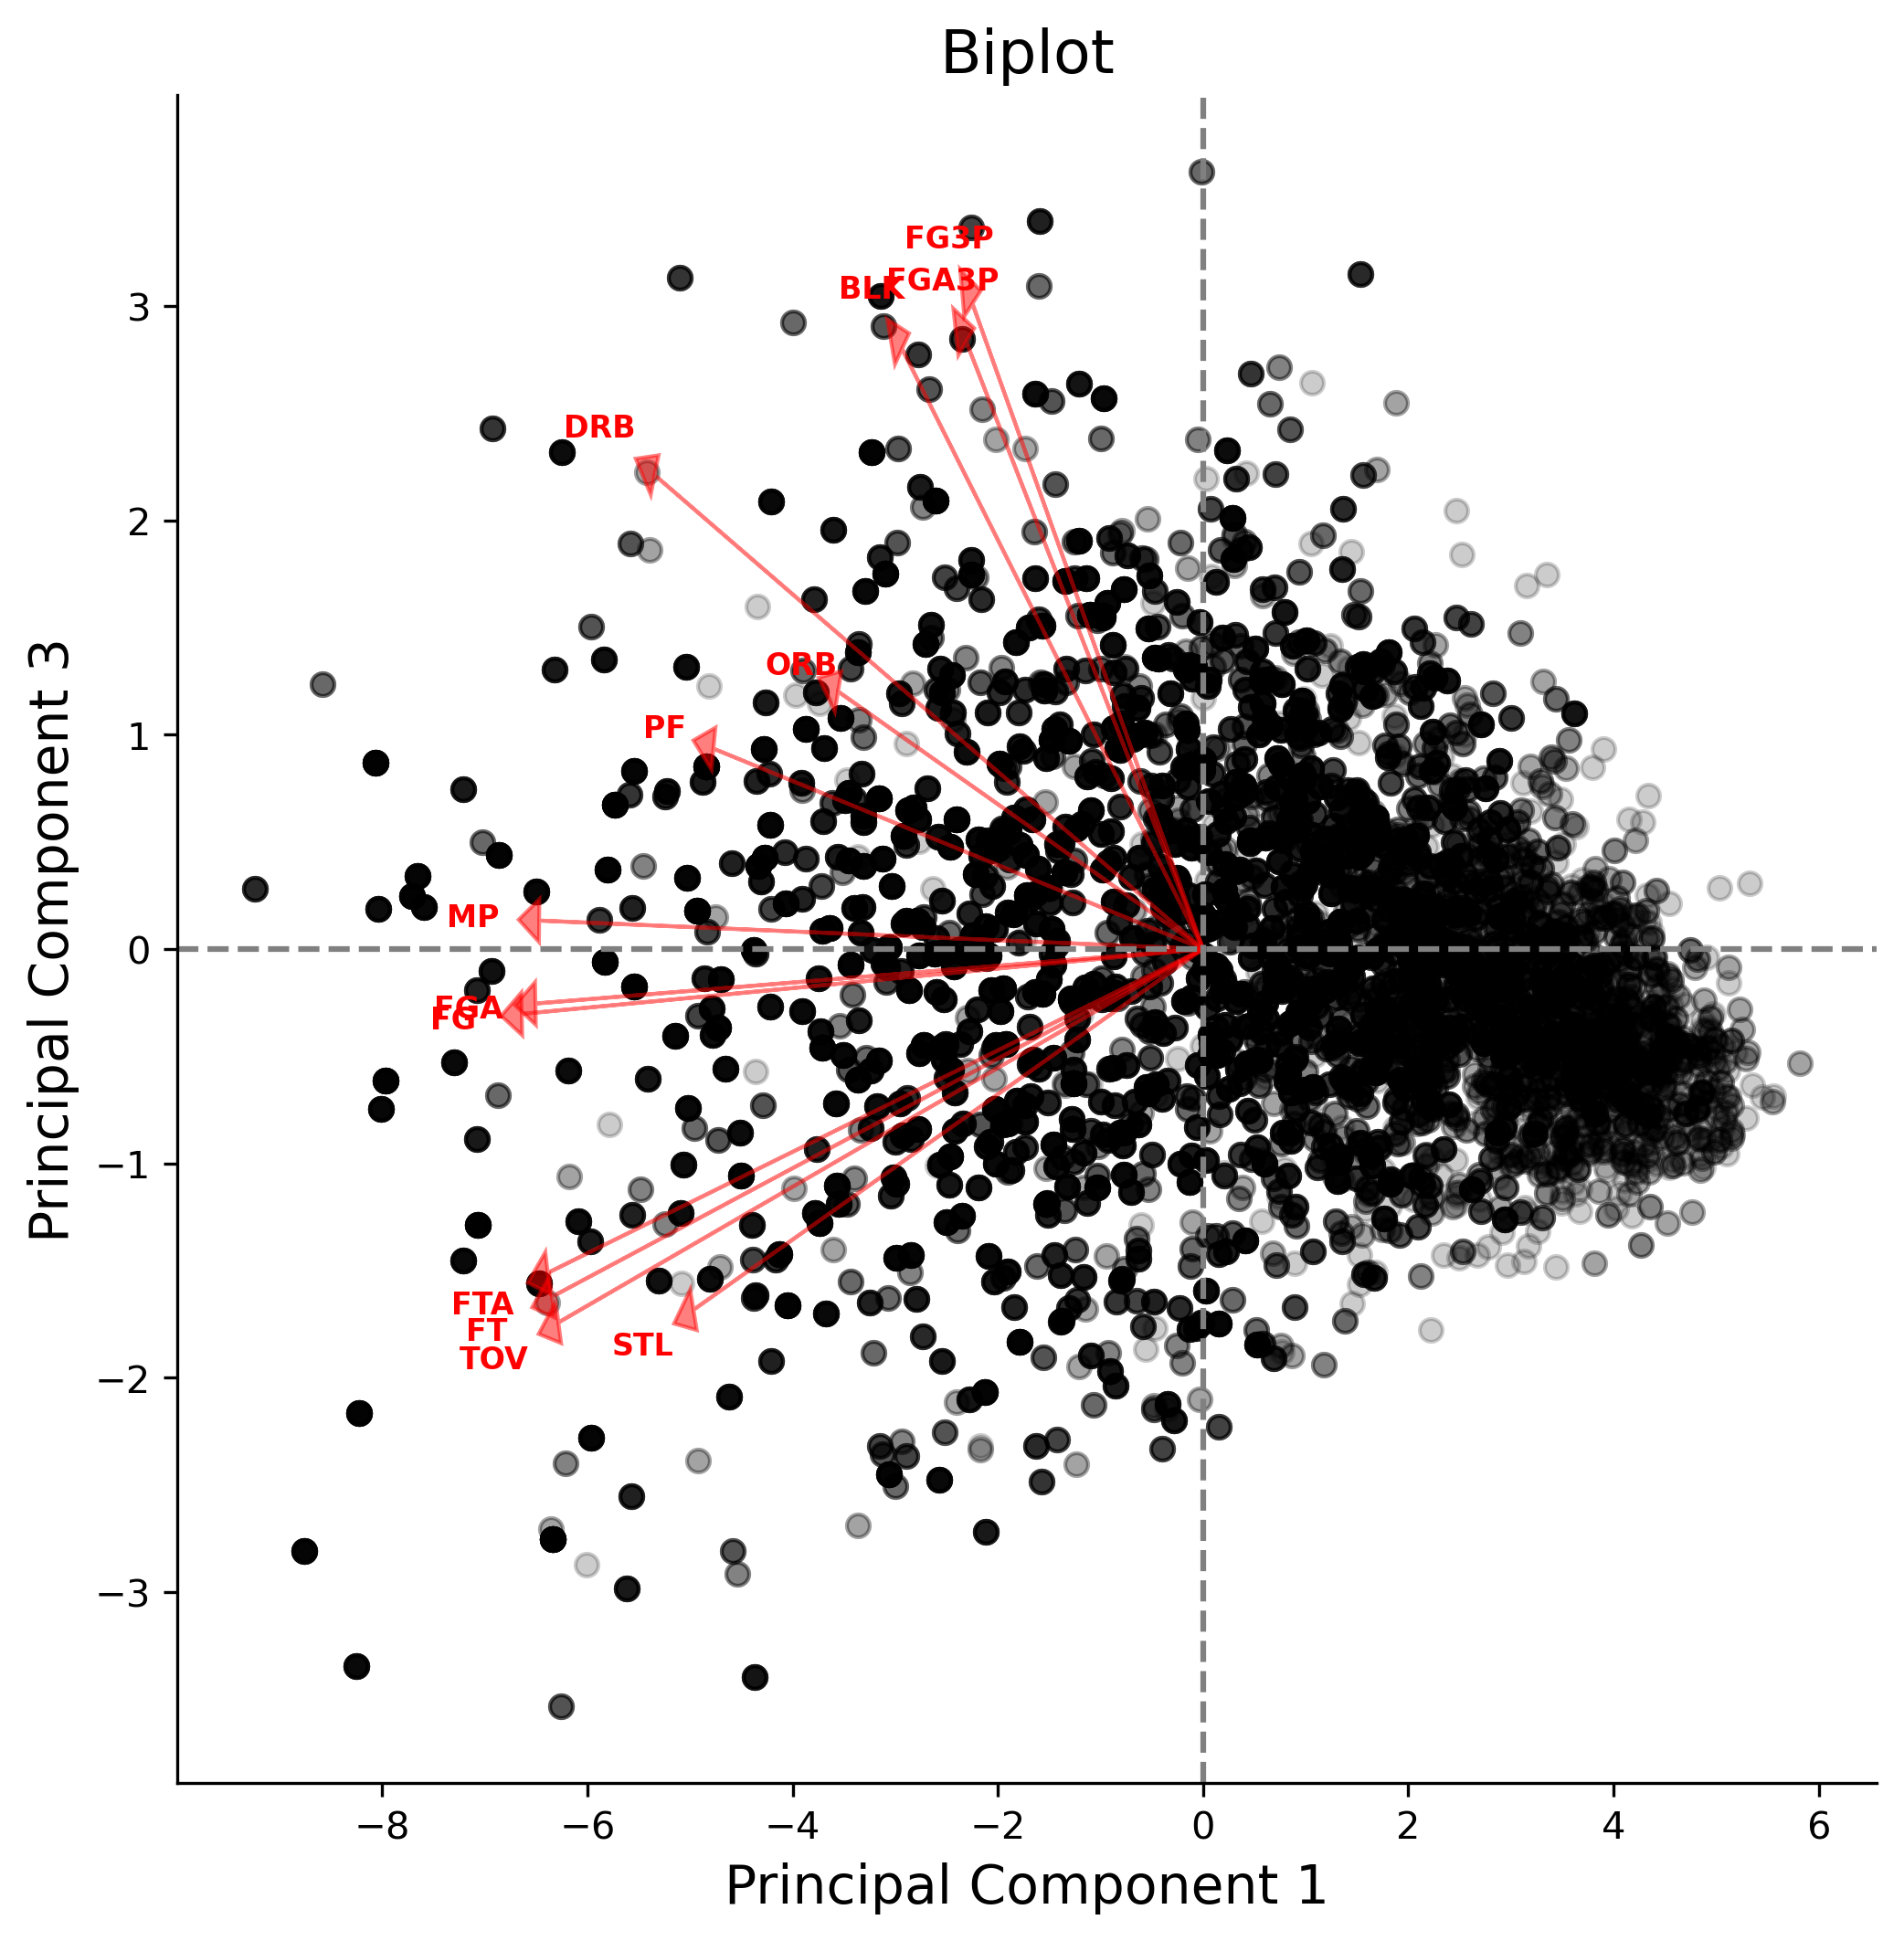 Biplot
FG3P
FGA3P
BLK
DRB
ORB
PF
MP
FGA
FG
FTA
FT
TOV
STL
3
2
1
0
−1
−2
−3
Principal Component 3
−8 −6 −4 −2 0 2 4 6
Principal Component 1